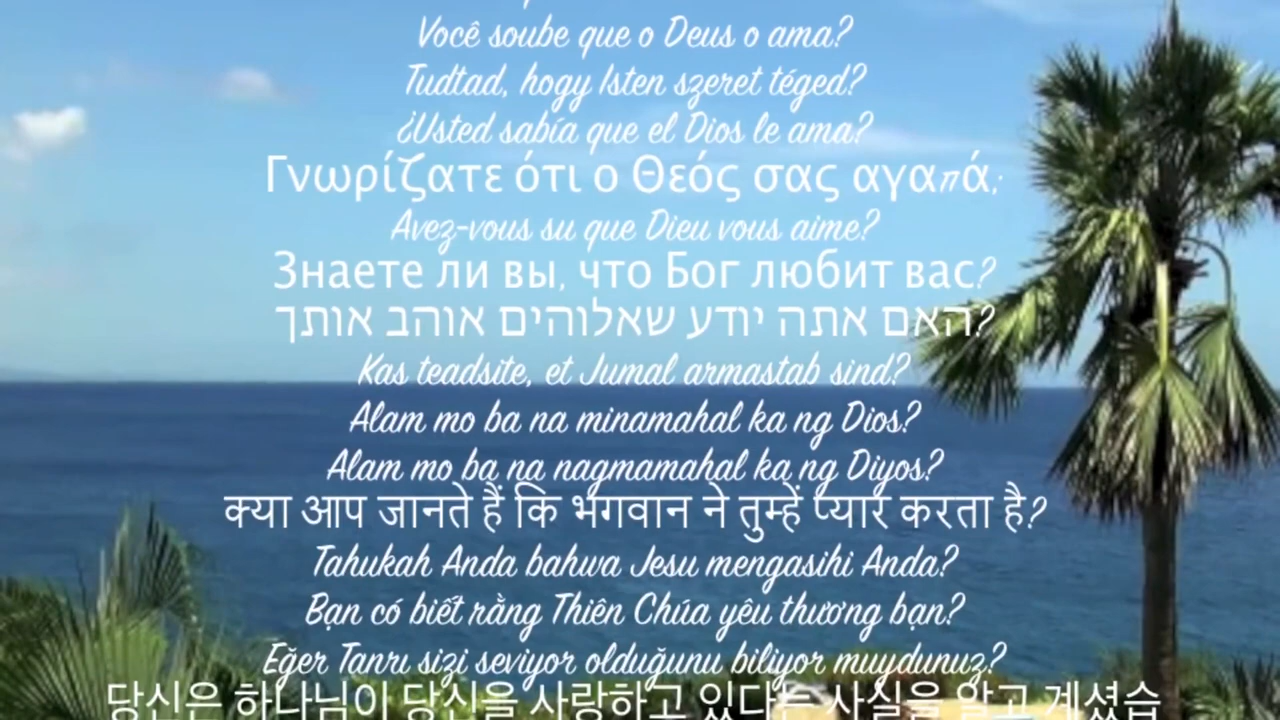 Você soube que o Deus o ama?
Tudtad, hogy Isten szeret téged?
¿Usted sabía que el Dios le ama?
Γνωρίζατε ότι ο Θεός σας αγαπά;
Avez-vous su que Dieu vous aime?
Знаете ли вы, что Бог любит вас?
האם אתה יודע שאלוהים אוהב אותך?
Kas teadsite, et Jumal armastab sind?
Alam mo ba na minamahal ka ng Dios?
Alam mo ba na nagmamahal ka ng Diyos?
क्या आप जानते हैं कि भगवान ने तुम्हें प्यार करता है?
Tahukah Anda bahwa Jesu mengasihi Anda?
Bạn có biết rằng Thiên Chúa yêu thương bạn?
Eğer Tanrı sizi seviyor olduğunu biliyor muydunuz?
당신은 하나님이 당신을 사랑하고 있다는 사실을 알고 계셨습